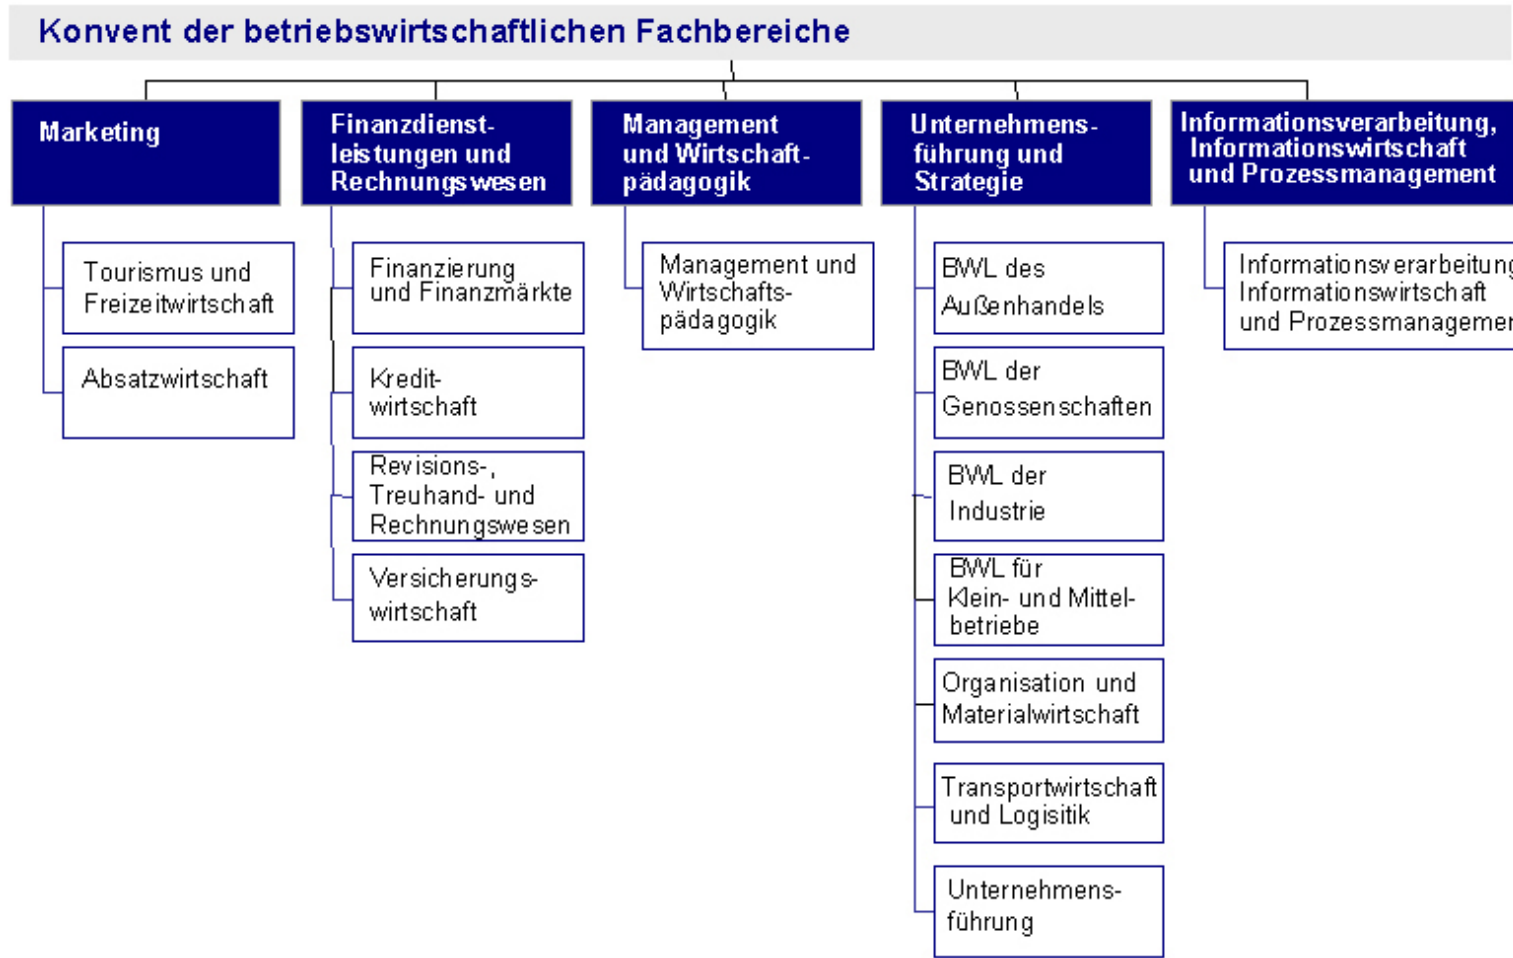 Konvent der betriebswirtschaftlichen Fachbereiche
Marketing
Tourismus und
Freizeitwirtschaft
Absatzwirtschaft
Finanzdienst-
leistungen und
Rechnungswesen
Finanzierung
und Finanzmärkte
Kredit-
wirtschaft
Revisions-,
Treuhand- und
Rechnungswesen
Versicherungs-
wirtschaft
Management
und Wirtschaft-
pädagogik
Management und
Wirtschafts-
pädagogik
Unternehmens-
führung und
Strategie
BWL des
Außenhandels
BWL der
Genossenschaften
BWL der
Industrie
BWL für
Klein- und Mittel-
betriebe
Organisation und
Materialwirtschaft
Transportwirtschaft
und Logisitik
Unternehmens-
führung
Informationsverarbeitung,
Informationswirtschaft
und Prozessmanagement
Informationsverarbeitung
Informationswirtschaft
und Prozessmanagemen